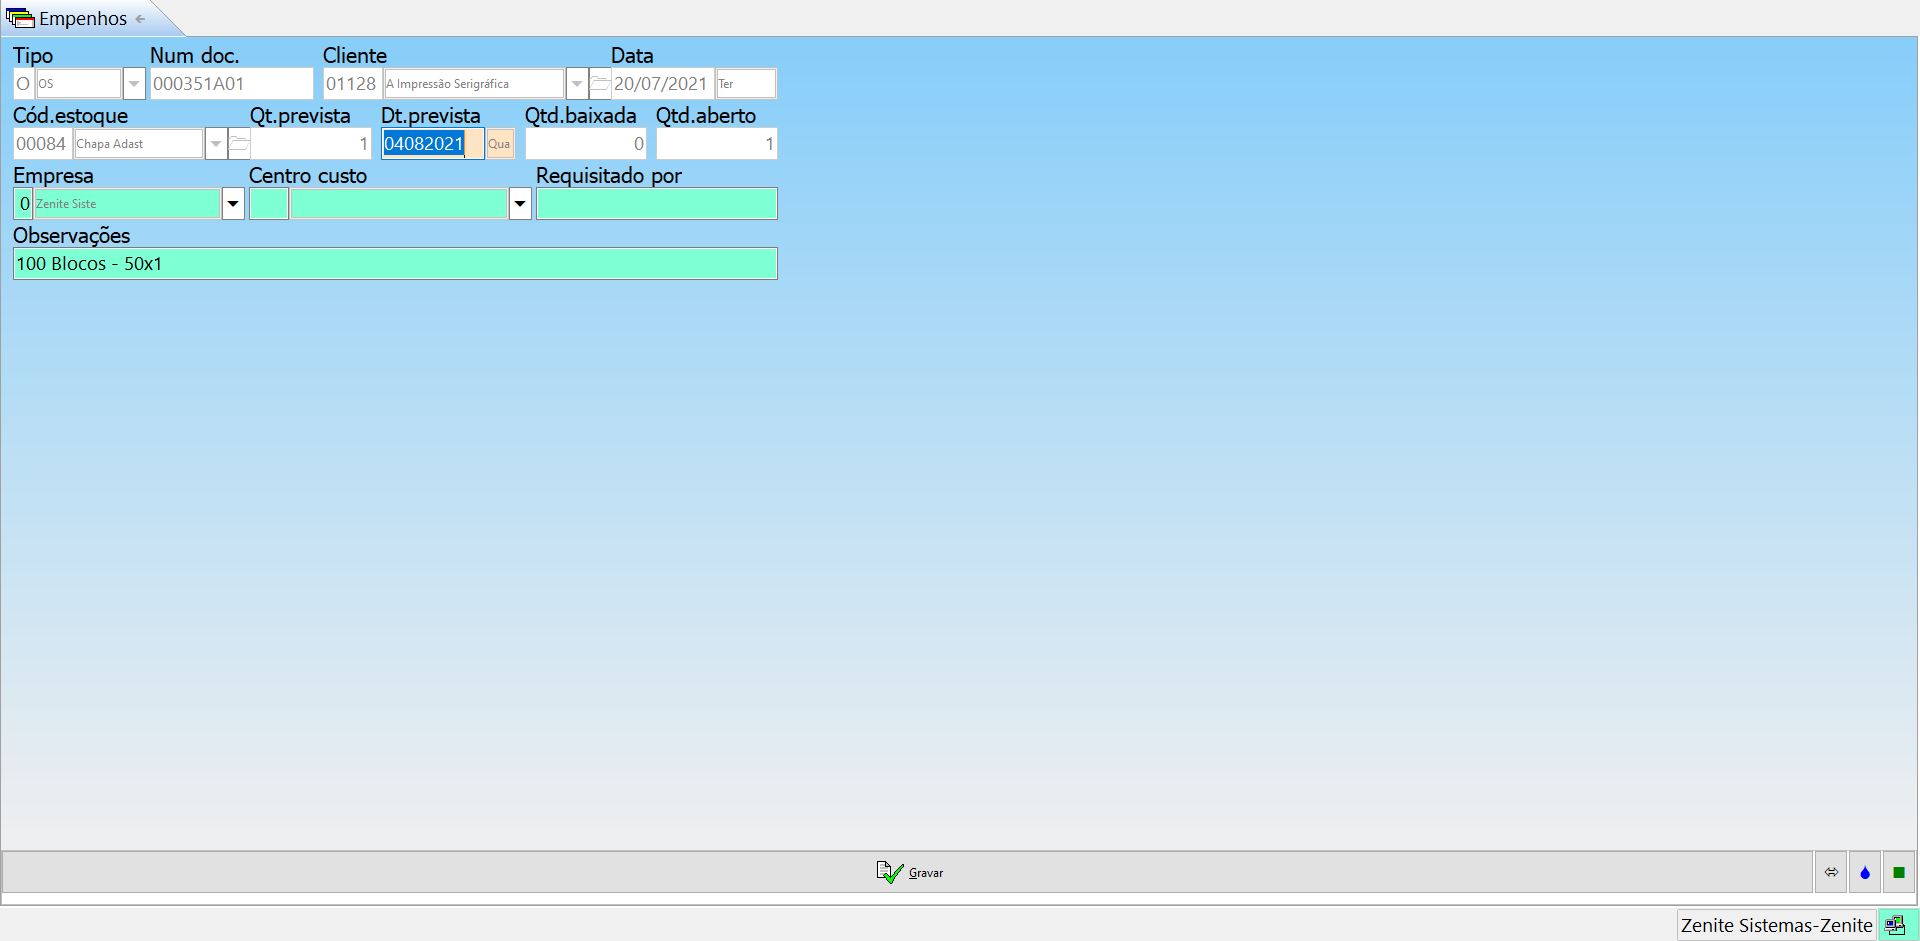 Empenhos
Tipo Num doc. Cliente Data
O OS 000351A01 01128 A Impressão Serigráfica 20/07/2021 Ter
Cód.estoque Qt.prevista Dt.prevista Qtd.baixada Qtd.aberto
00084 Chapa Adast 1 04082021 Qua 0 1
Empresa Centro custo Requisitado por
0 Zenite Siste
Observações
100 Blocos - 50x1
Gravar
Zenite Sistemas-Zenite